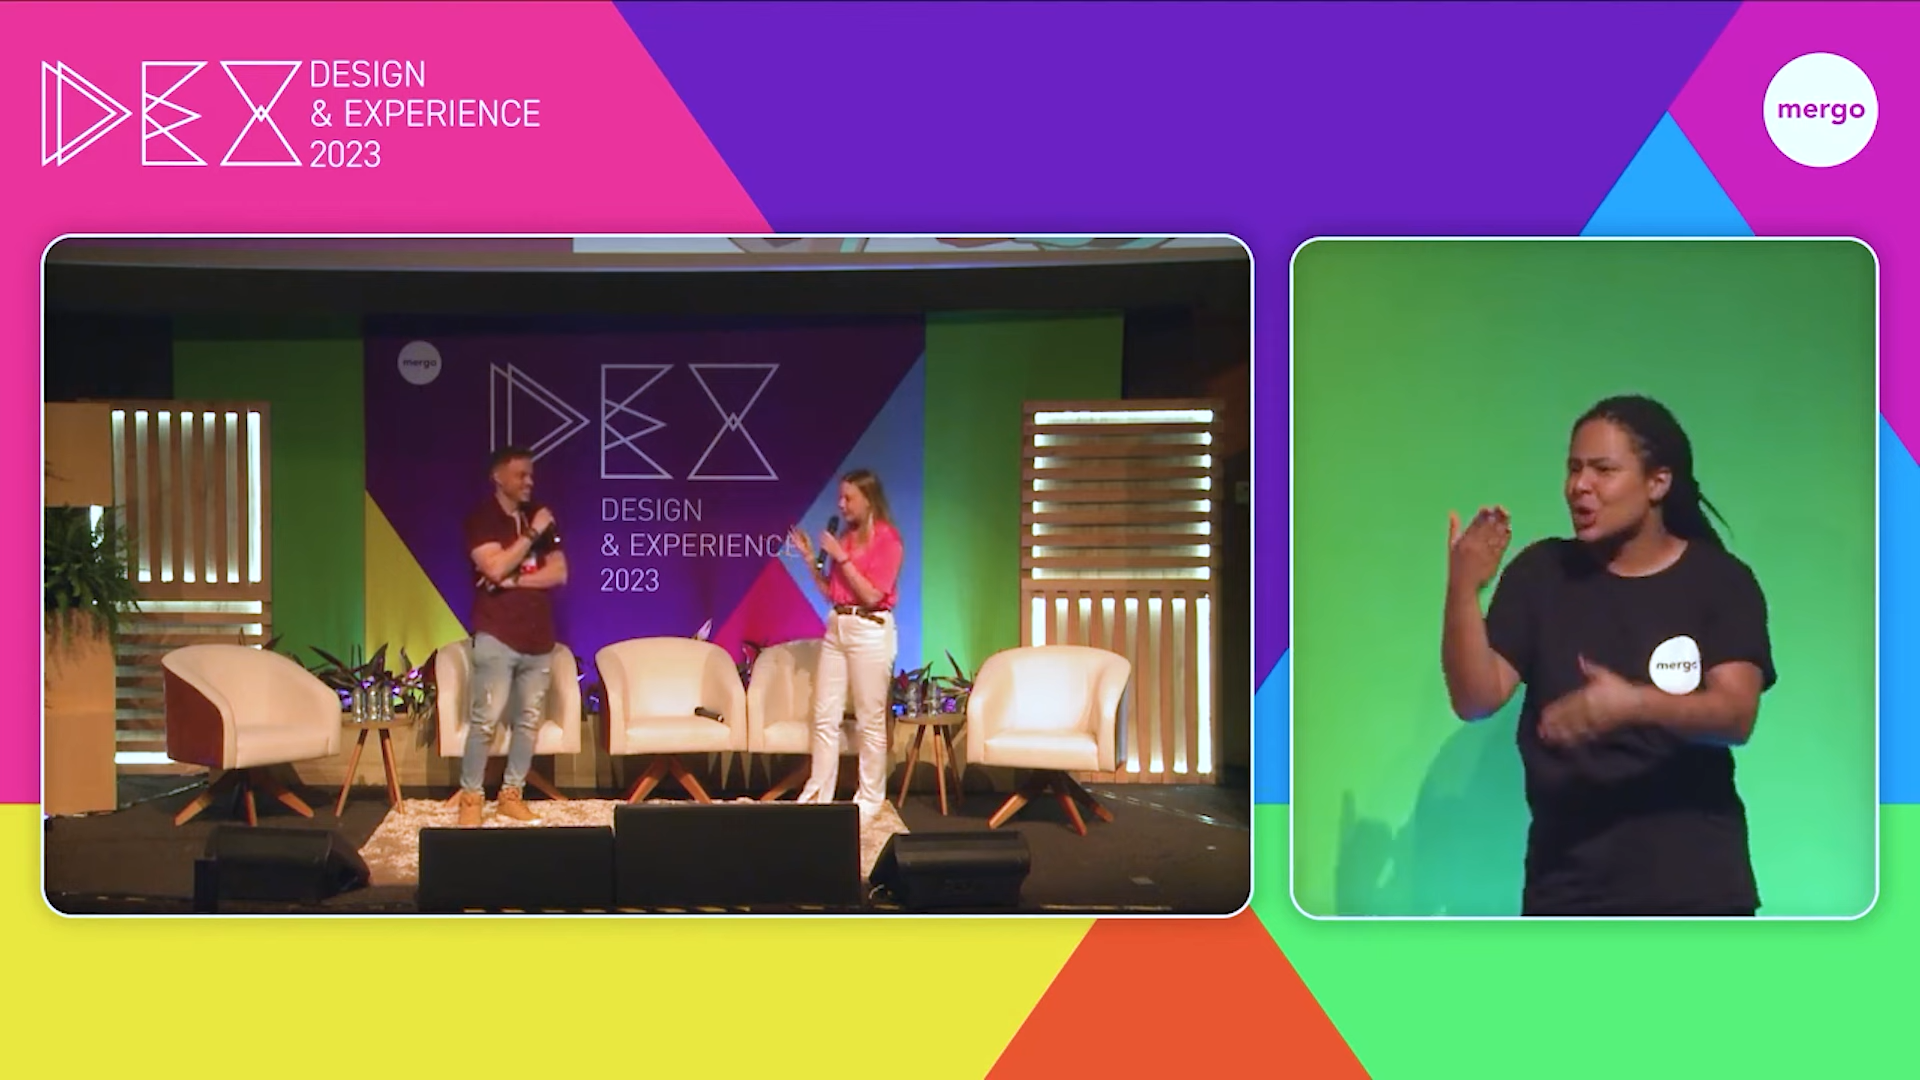 DEX
DESIGN
& EXPERIENCE
2023
mergo
mergo
DEX
DESIGN
& EXPERIENCE
2023
mergo